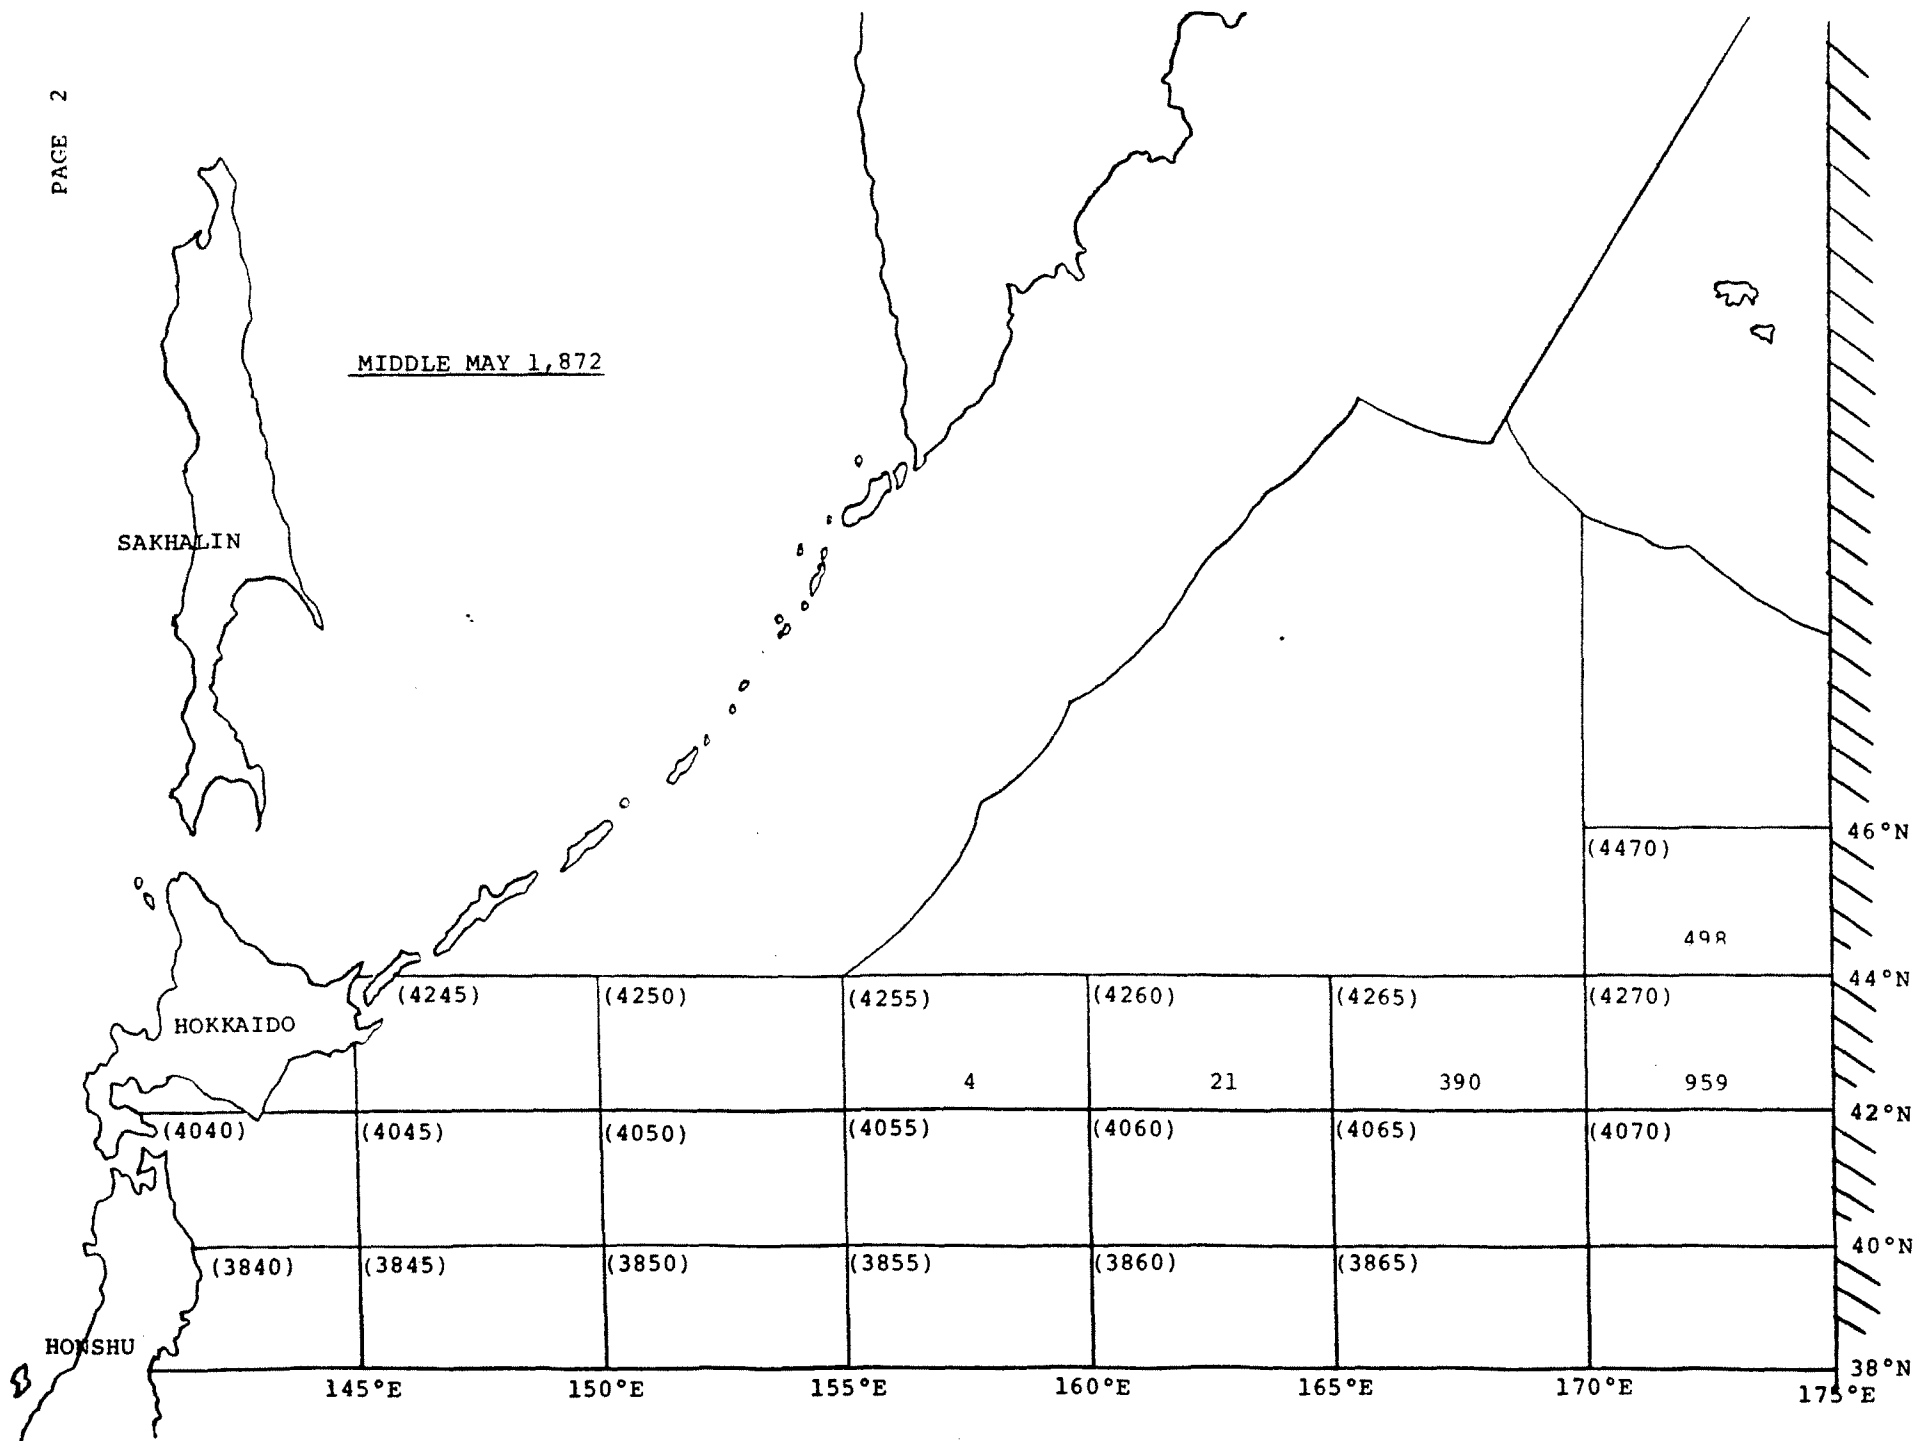 PAGE 2
MIDDLE MAY 1,872
SAKHALIN
46°N
(4470)
498
44°N
(4245) (4250) (4255) (4260) (4265) (4270)
HOKKAIDO
4 21 390 959
42°N
(4040) (4045) (4050) (4055) (4060) (4065) (4070)
40°N
(3840) (3845) (3850) (3855) (3860) (3865)
HONSHU
38°N
145°E 150°E 155°E 160°E 165°E 170°E 175°E